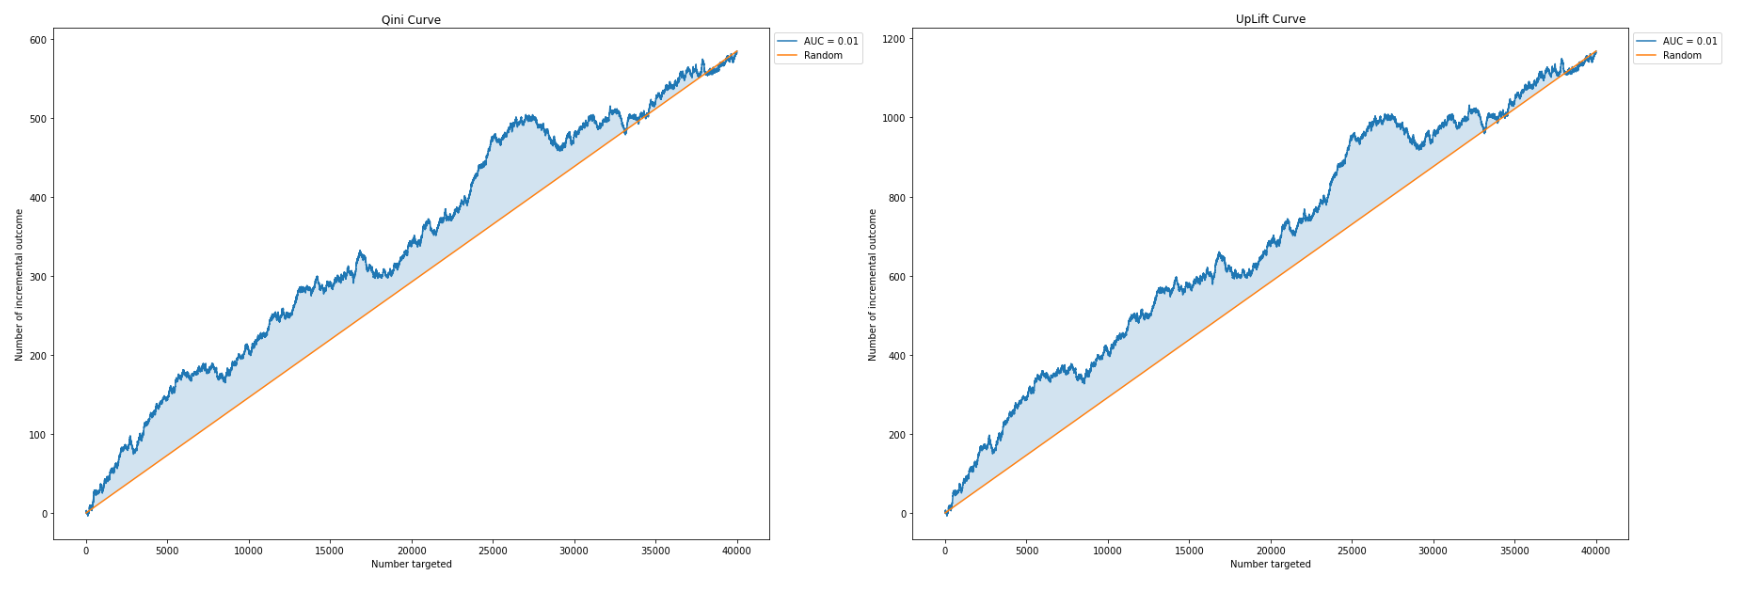 Qini Curve
AUC = 0.01
Random
Number of incremental outcome
600
500
400
300
200
100
0
0 5000 10000 15000 20000 25000 30000 35000 40000
Number targeted
UpLift Curve
AUC = 0.01
Random
Number of incremental outcome
1200
1000
800
600
400
200
0
0 5000 10000 15000 20000 25000 30000 35000 40000
Number targeted